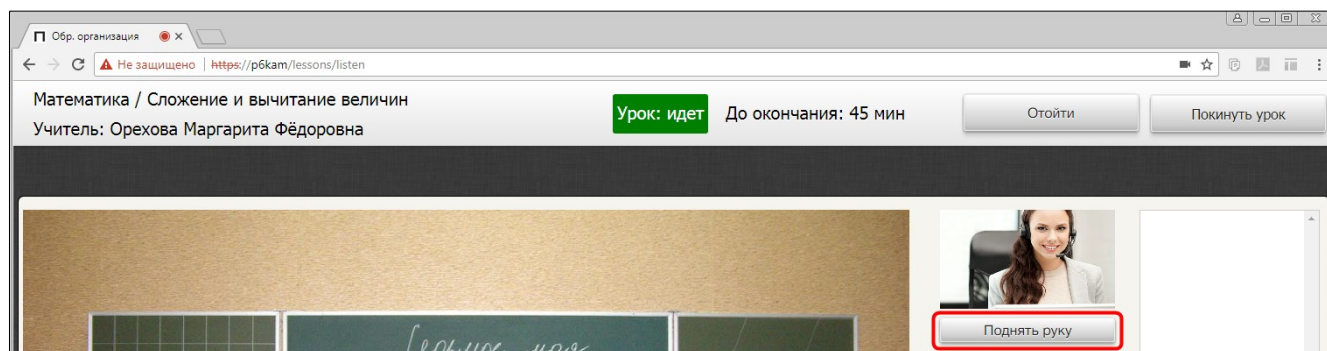 Обр. организация
Не защищено | https://p6kam/lessons/listen
Математика / Сложение и вычитание величин
Учитель: Орехова Маргарита Фёдоровна
Урок: идет
До окончания: 45 мин
Отойти
Покинуть урок
Поднять руку